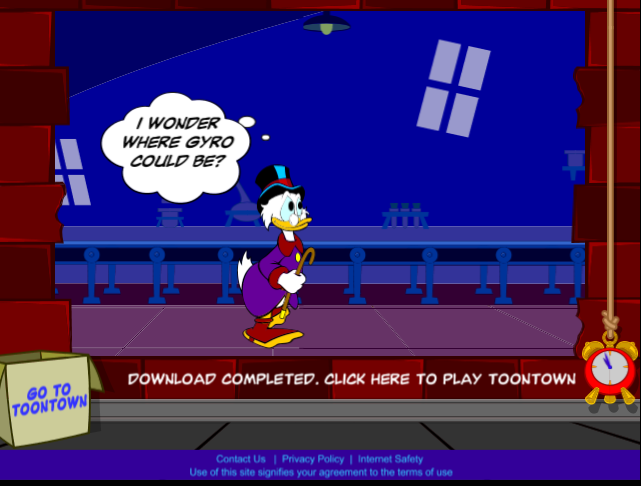 I WONDER
WHERE GYRO
COULD BE?
GO TO
TOONTOWN
DOWNLOAD COMPLETED. CLICK HERE TO PLAY TOONTOWN
Contact Us | Privacy Policy | Internet Safety
Use of this site signifies your agreement to the terms of use